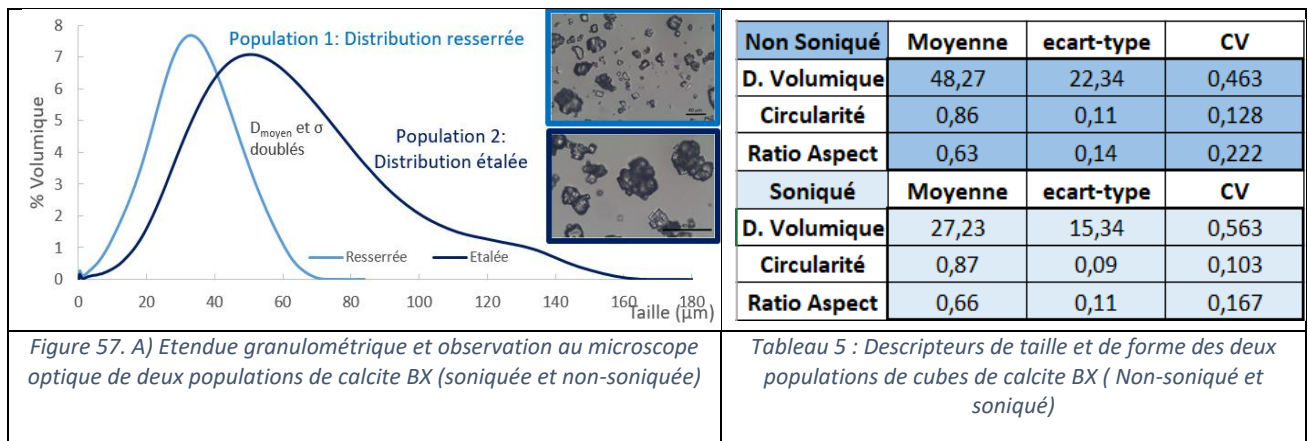 8
7
6
5
4
3
2
1
0
% Volumique
Population 1: Distribution resserrée
D_moyen et σ
doublés
Population 2:
Distribution étalée
Resserrée Etalée
0 20 40 60 80 100 120 140 160 180
Taille (µm)
Non Soniqué Moyenne ecart-type CV
D. Volumique 48,27 22,34 0,463
Circularité 0,86 0,11 0,128
Ratio Aspect 0,63 0,14 0,222
Soniqué Moyenne ecart-type CV
D. Volumique 27,23 15,34 0,563
Circularité 0,87 0,09 0,103
Ratio Aspect 0,66 0,11 0,167
Figure 57. A) Etendue granulométrique et observation au microscope
optique de deux populations de calcite BX (soniquée et non-soniquée)
Tableau 5 : Descripteurs de taille et de forme des deux
populations de cubes de calcite BX ( Non-soniqué et
soniqué)